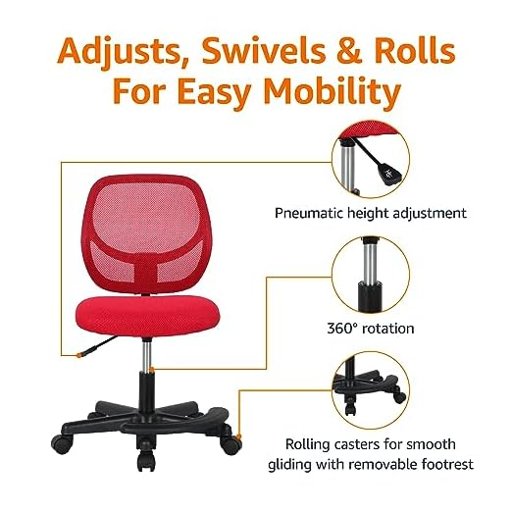 Adjusts, Swivels & Rolls
For Easy Mobility
Pneumatic height adjustment
360° rotation
Rolling casters for smooth
gliding with removable footrest